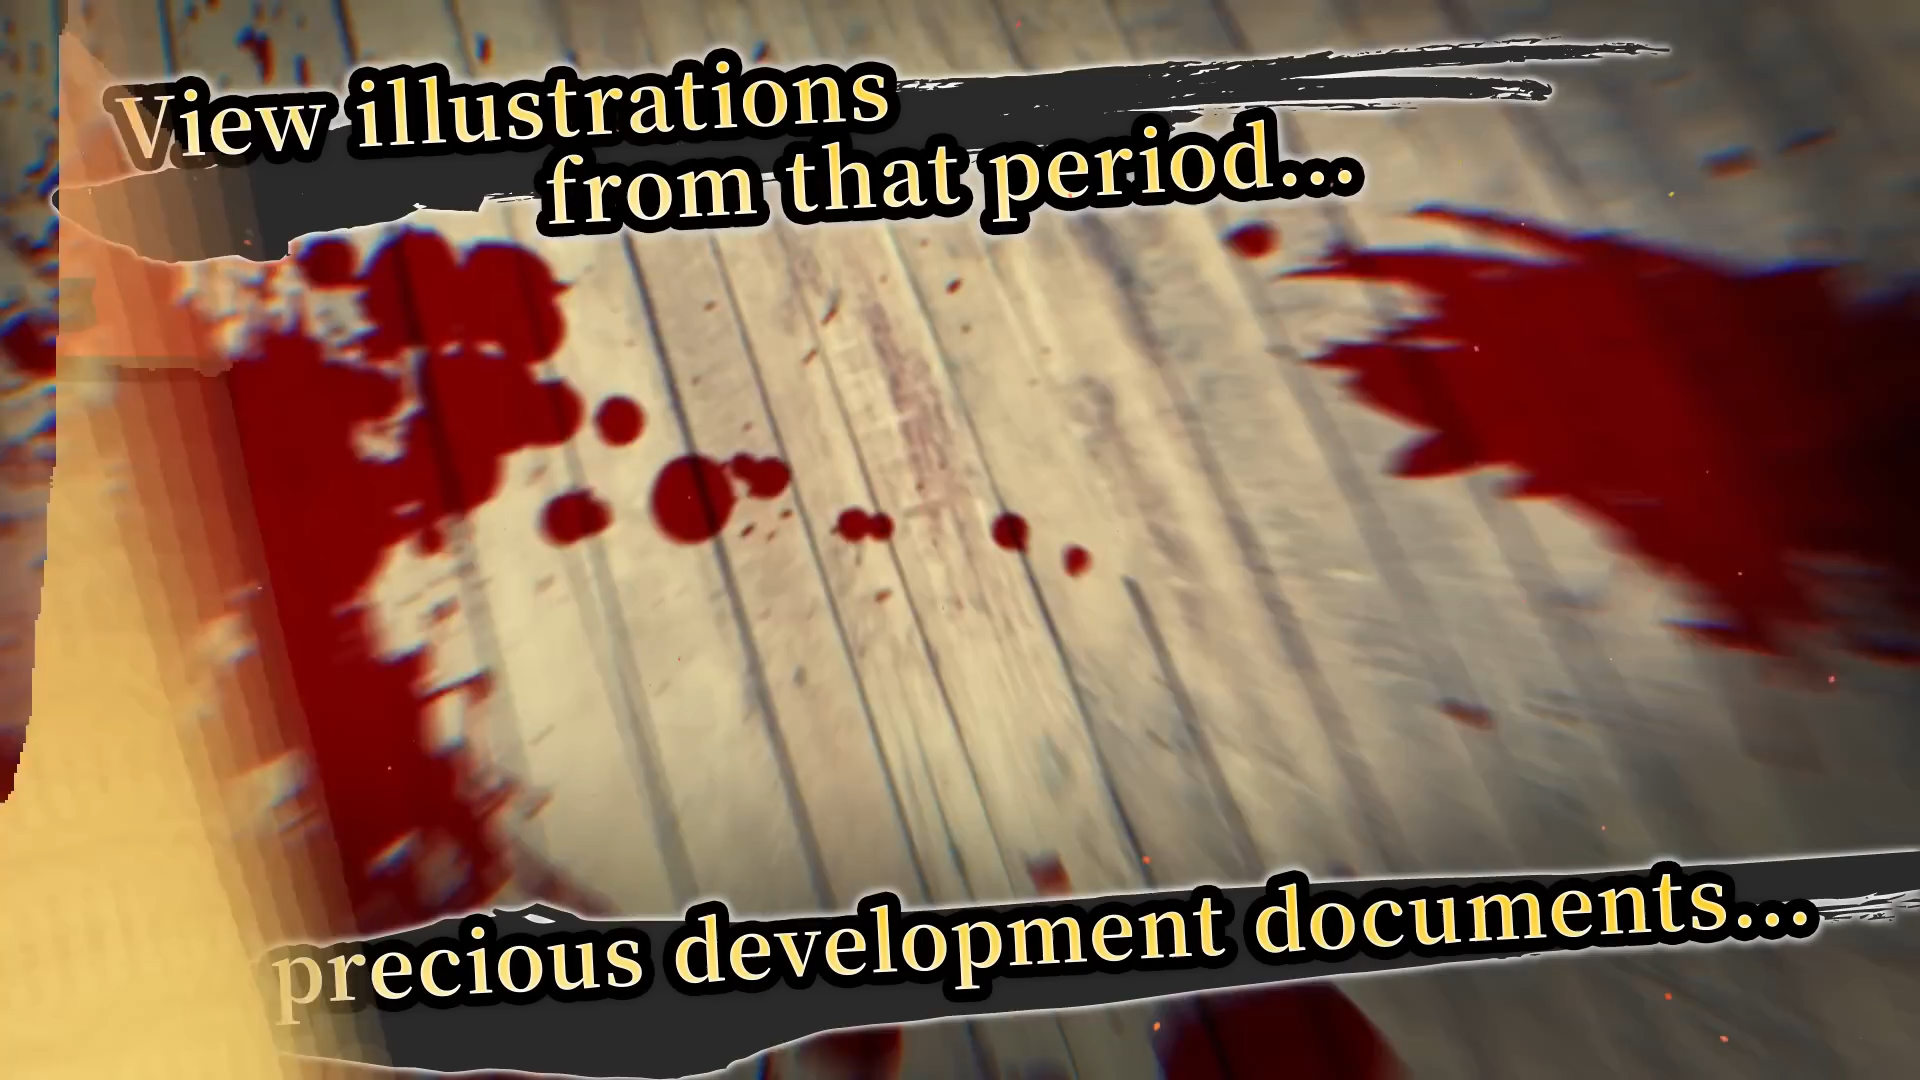 View illustrations
from that period...
precious development documents...